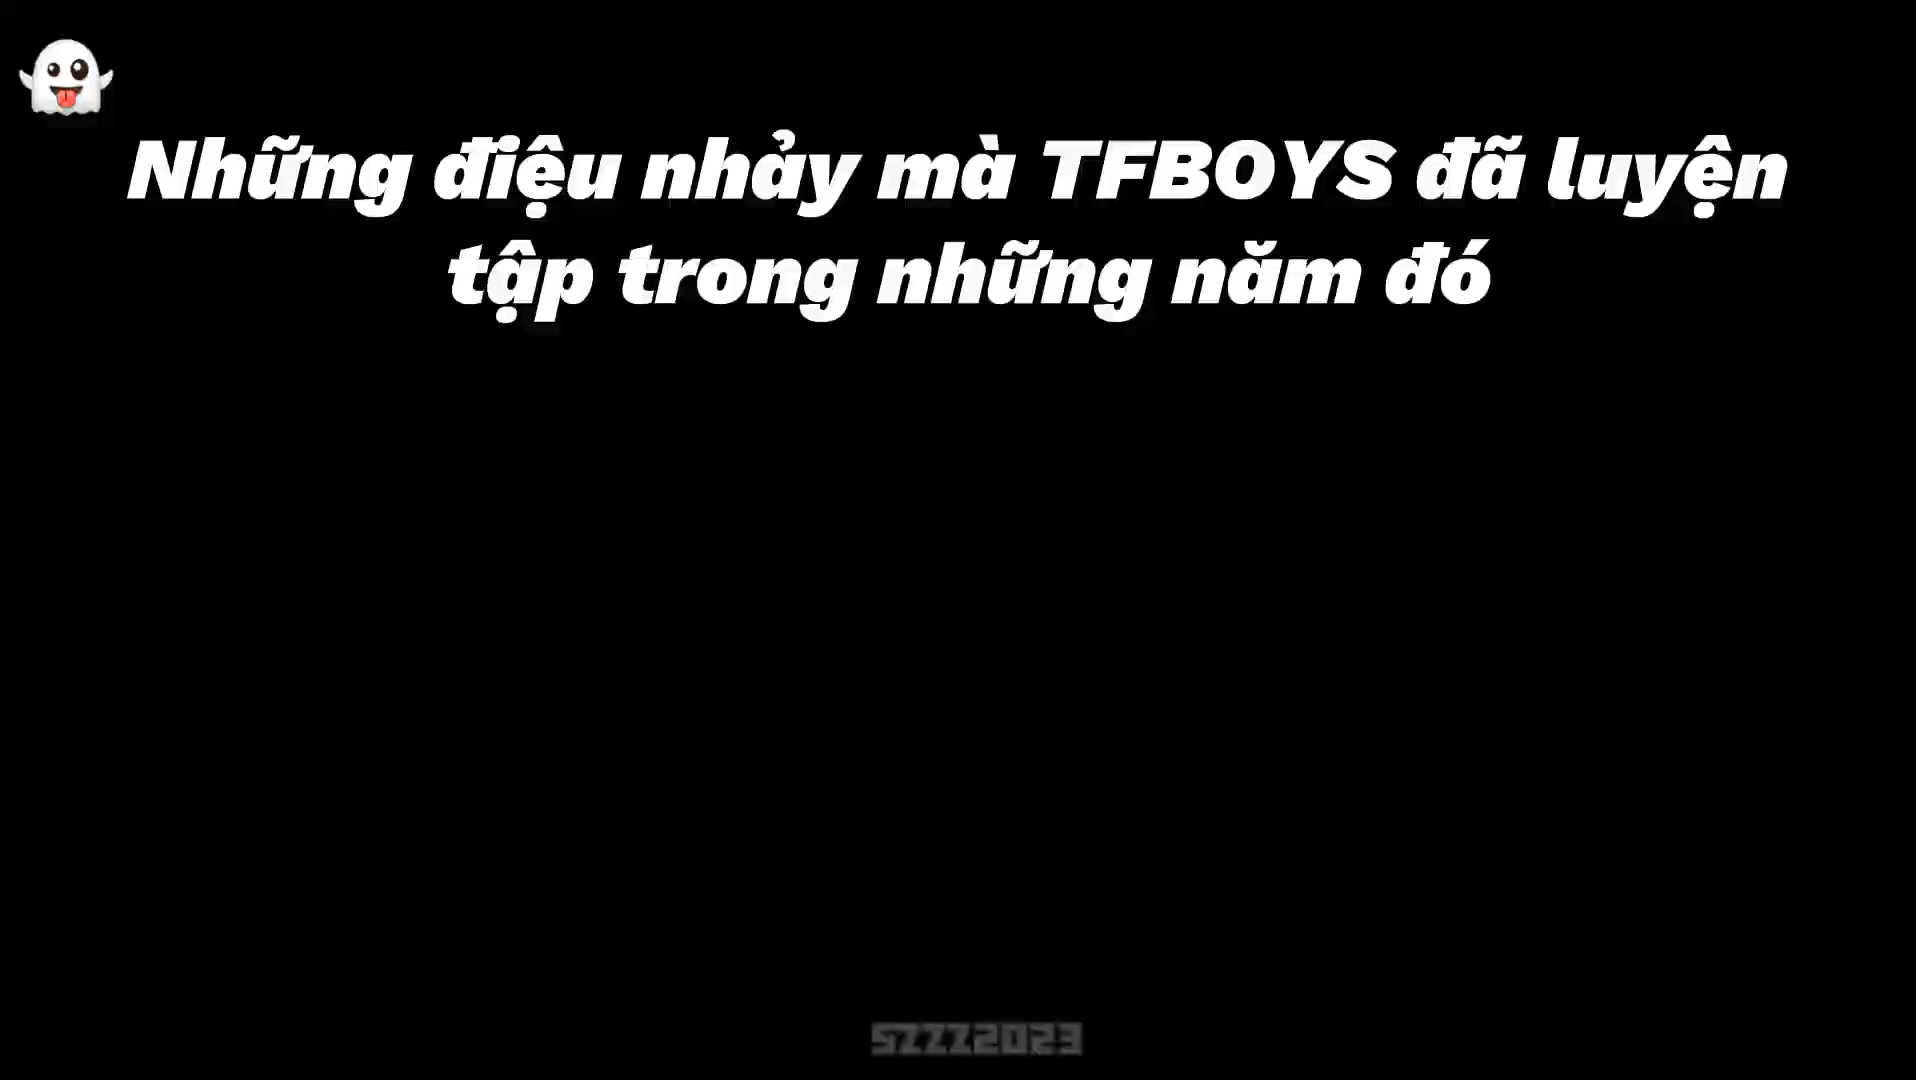 Những điệu nhảy mà TFBOYS đã luyện
tập trong những năm đó
SZZZ2023